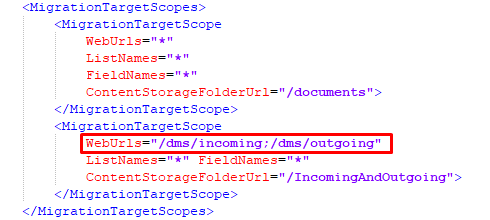 <MigrationTargetScopes>
<MigrationTargetScope
WebUrls="*"
ListNames="*"
FieldNames="*"
ContentStorageFolderUrl="/documents">
</MigrationTargetScope>
<MigrationTargetScope
WebUrls="/dms/incoming;/dms/outgoing"
ListNames="*" FieldNames="*"
ContentStorageFolderUrl="/IncomingAndOutgoing">
</MigrationTargetScope>
</MigrationTargetScopes>